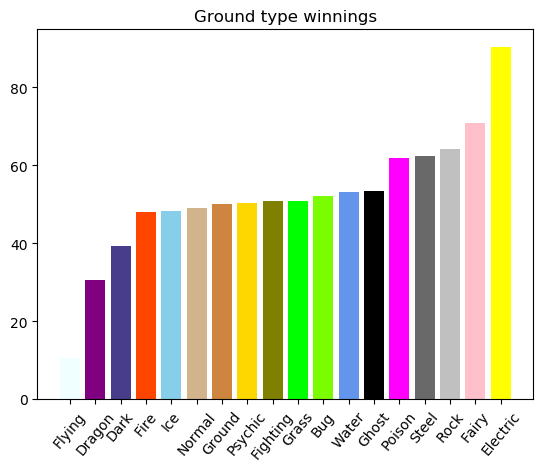 Ground type winnings
80
60
40
20
0
Flying
Dragon
Dark
Fire
Ice
Normal
Ground
Psychic
Fighting
Grass
Bug
Water
Ghost
Poison
Steel
Rock
Fairy
Electric